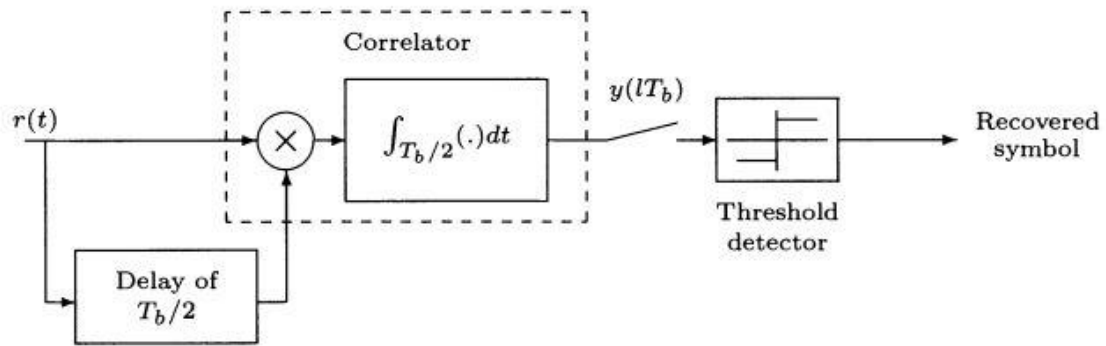 Correlator
r(t)
×
∫_{T_b/2}(.)dt
y(lT_b)
Recovered
symbol
Threshold
detector
Delay of
T_b/2